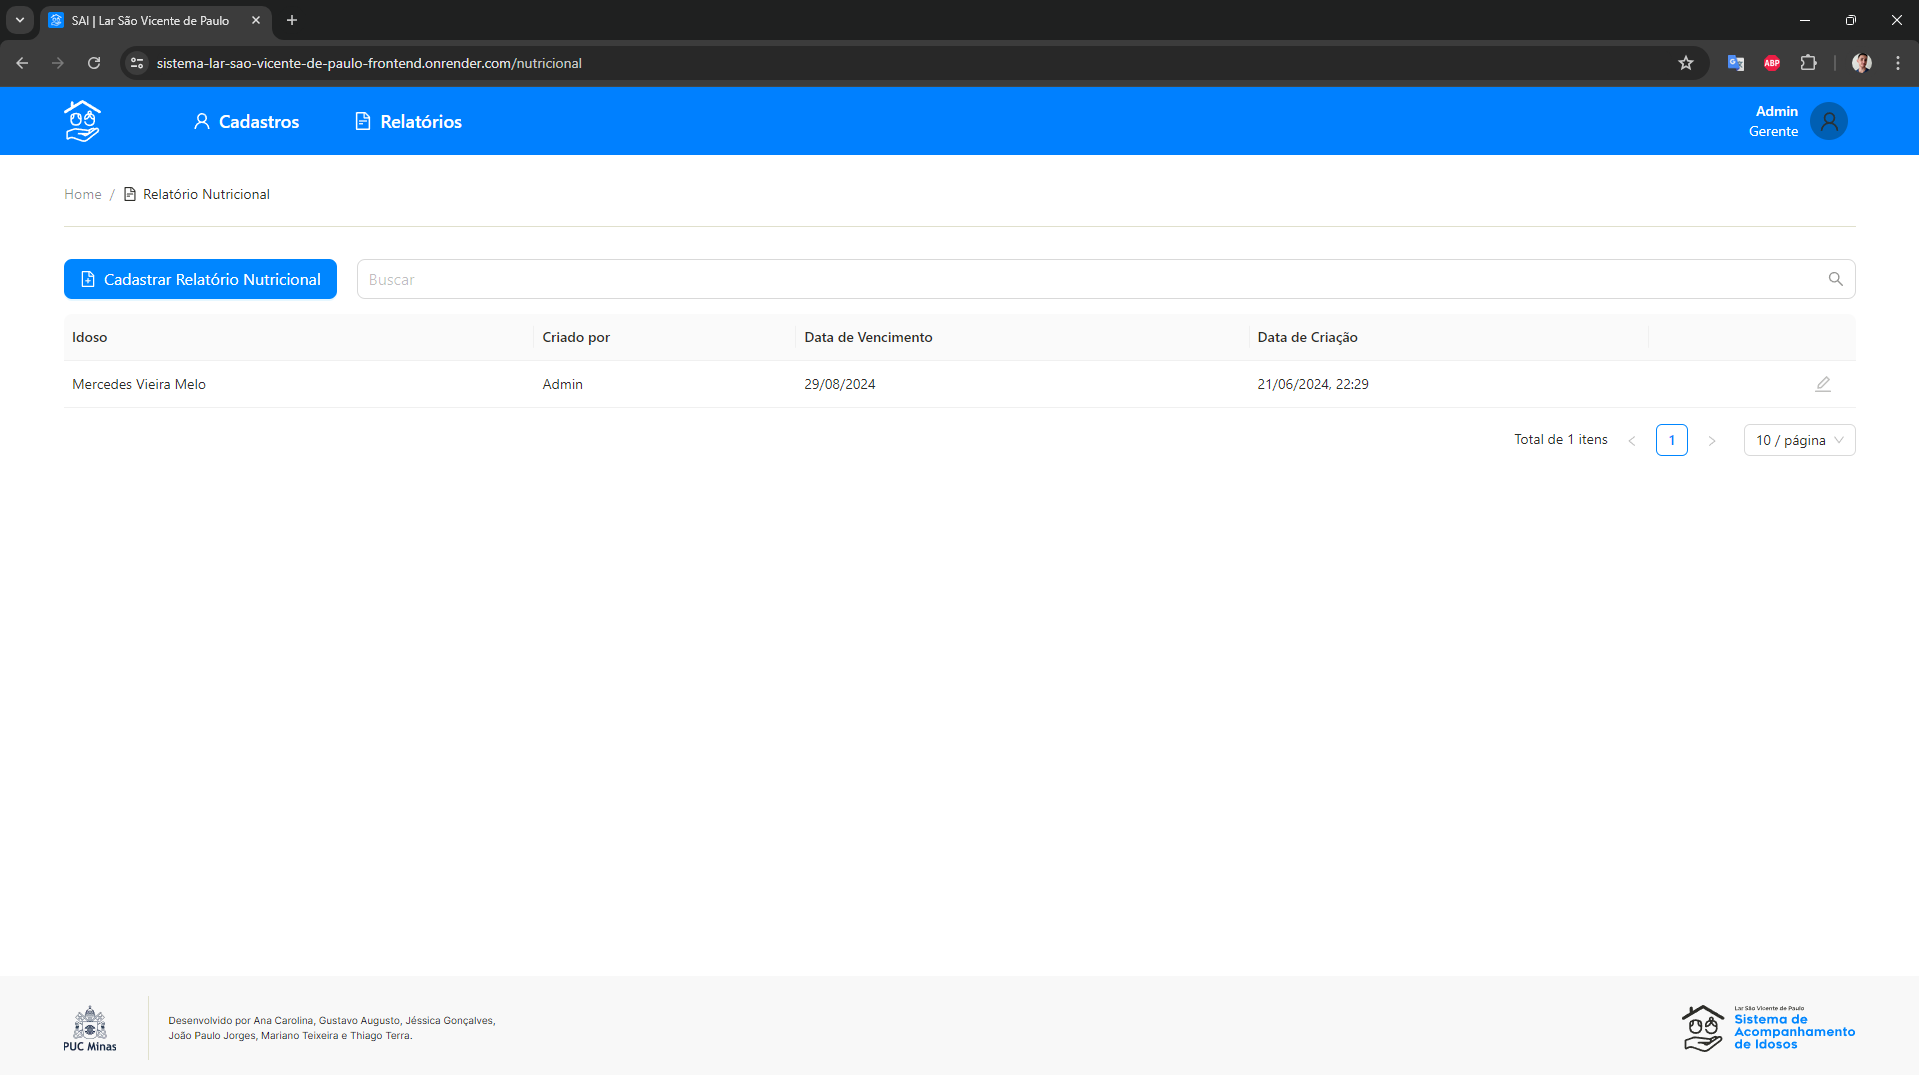 SAI | Lar São Vicente de Paulo
sistema-lar-sao-vicente-de-paulo-frontend.onrender.com/nutricional
ABP
Cadastros
Relatórios
Admin
Gerente
Home / Relatório Nutricional
Cadastrar Relatório Nutricional
Buscar
Idoso Criado por Data de Vencimento Data de Criação
Mercedes Vieira Melo Admin 29/08/2024 21/06/2024, 22:29
Total de 1 itens < 1 > 10 / página
PUC Minas
Desenvolvido por Ana Carolina, Gustavo Augusto, Jéssica Gonçalves,
João Paulo Jorges, Mariano Teixeira e Thiago Terra.
Lar São Vicente de Paulo
Sistema de
Acompanhamento
de Idosos